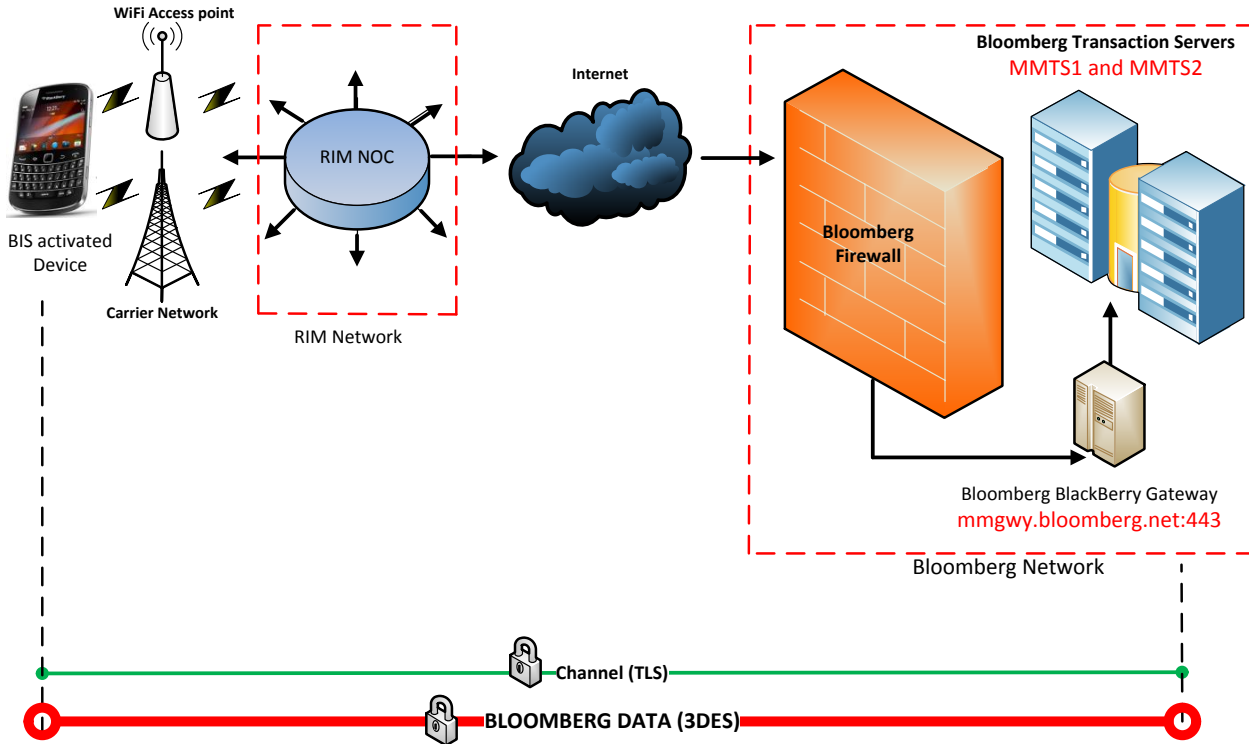 WiFi Access point
BIS activated
Device
Carrier Network
RIM NOC
RIM Network
Internet
Bloomberg
Firewall
Bloomberg Transaction Servers
MMTS1 and MMTS2
Bloomberg BlackBerry Gateway
mmgwy.bloomberg.net:443
Bloomberg Network
Channel (TLS)
BLOOMBERG DATA (3DES)